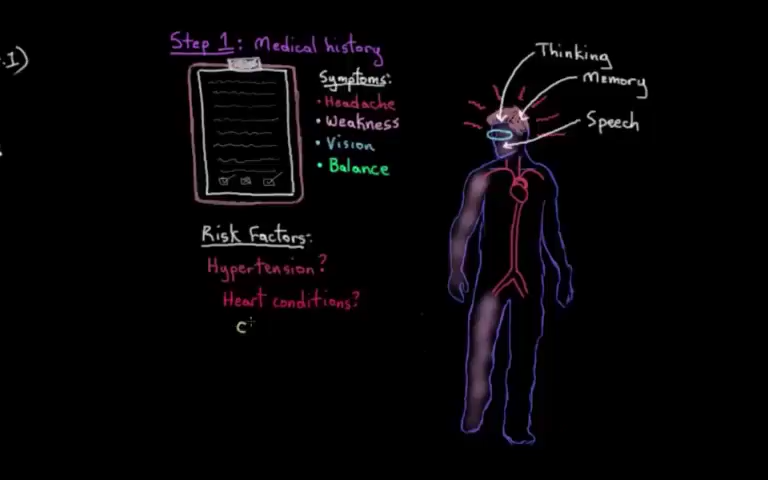 .I)
Step 1: Medical history
Symptoms:
• Headache
• Weakness
• Vision
• Balance
Thinking
Memory
Speech
Risk Factors:
Hypertension?
Heart conditions?
C